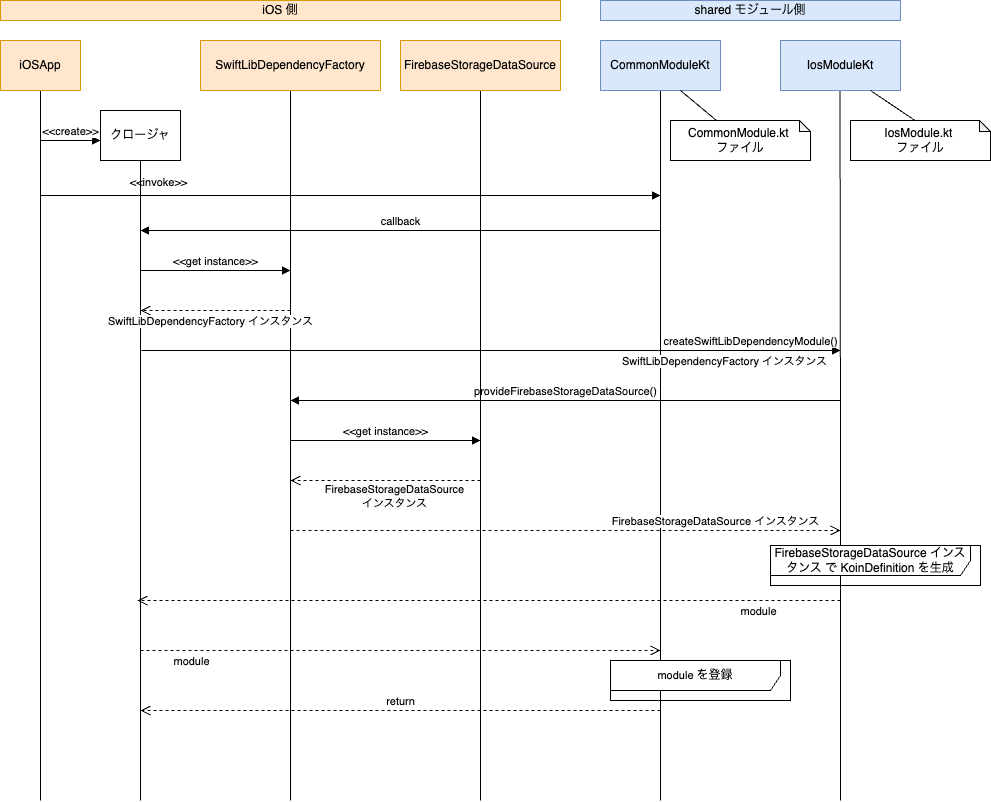 iOS 側
shared モジュール側
iOSApp
SwiftLibDependencyFactory
FirebaseStorageDataSource
CommonModuleKt
IosModuleKt
<<create>>
クロージャ
CommonModule.kt
ファイル
IosModule.kt
ファイル
<<invoke>>
callback
<<get instance>>
SwiftLibDependencyFactory インスタンス
createSwiftLibDependencyModule()
SwiftLibDependencyFactory インスタンス
provideFirebaseStorageDataSource()
<<get instance>>
FirebaseStorageDataSource
インスタンス
FirebaseStorageDataSource インスタンス
FirebaseStorageDataSource インス
タンス で KoinDefinition を生成
module
module
module を登録
return